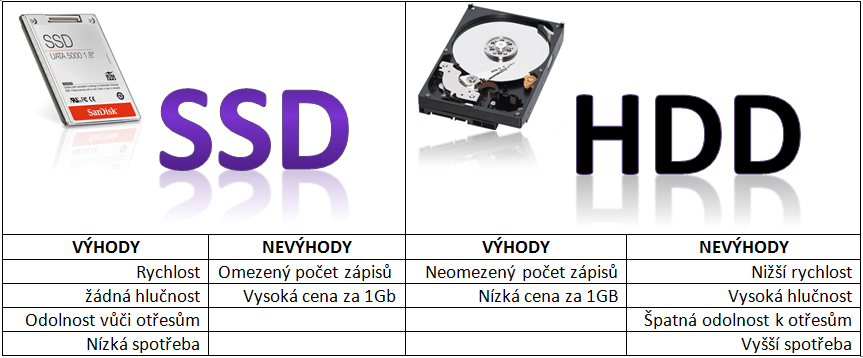 SSD
UATA 5000 1.8"
SanDisk
SSD
HDD
VÝHODY NEVÝHODY VÝHODY NEVÝHODY
Rychlost Omezený počet zápisů Neomezený počet zápisů Nižší rychlost
žádná hlučnost Vysoká cena za 1Gb Nízká cena za 1GB Vysoká hlučnost
Odolnost vůči otřesům Špatná odolnost k otřesům
Nízká spotřeba Vyšší spotřeba